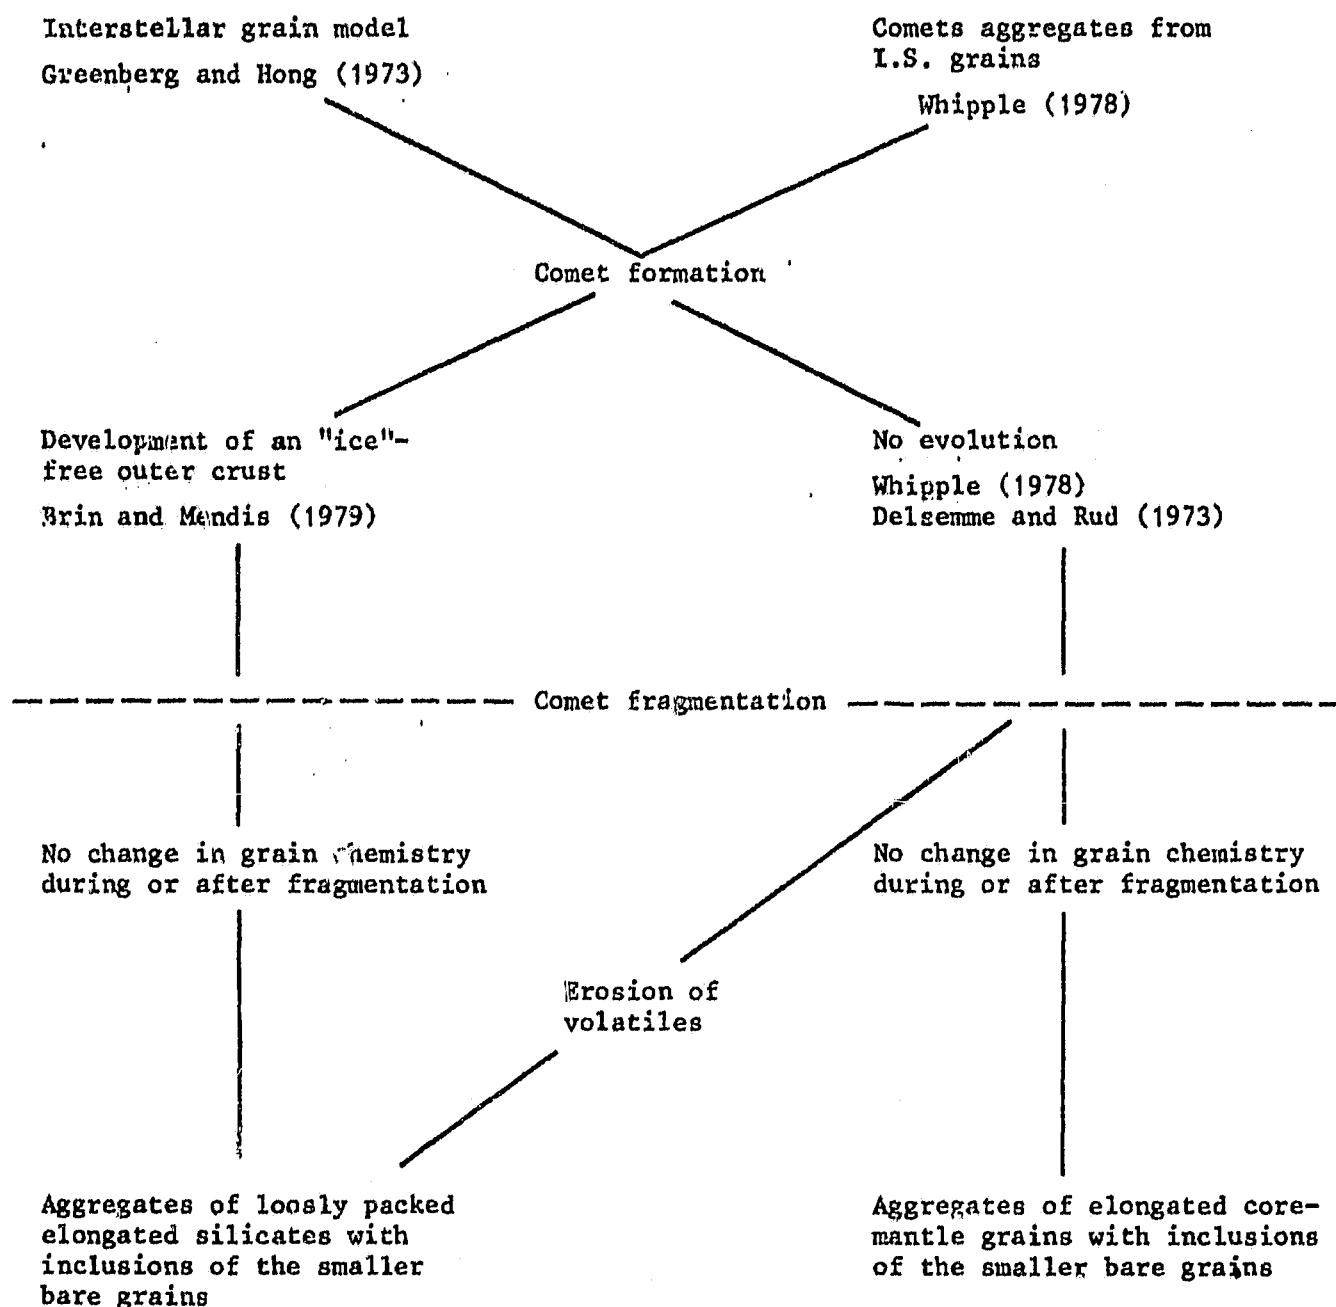 Interstellar grain model
Greenberg and Hong (1973)
Comets aggregates from
I.S. grains
Whipple (1978)
Comet formation
Development of an "ice"-
free outer crust
Brin and Mendis (1979)
No evolution
Whipple (1978)
Delsemme and Rud (1973)
Comet fragmentation
No change in grain chemistry
during or after fragmentation
No change in grain chemistry
during or after fragmentation
Erosion of
volatiles
Aggregates of loosly packed
elongated silicates with
inclusions of the smaller
bare grains
Aggregates of elongated core-
mantle grains with inclusions
of the smaller bare grains